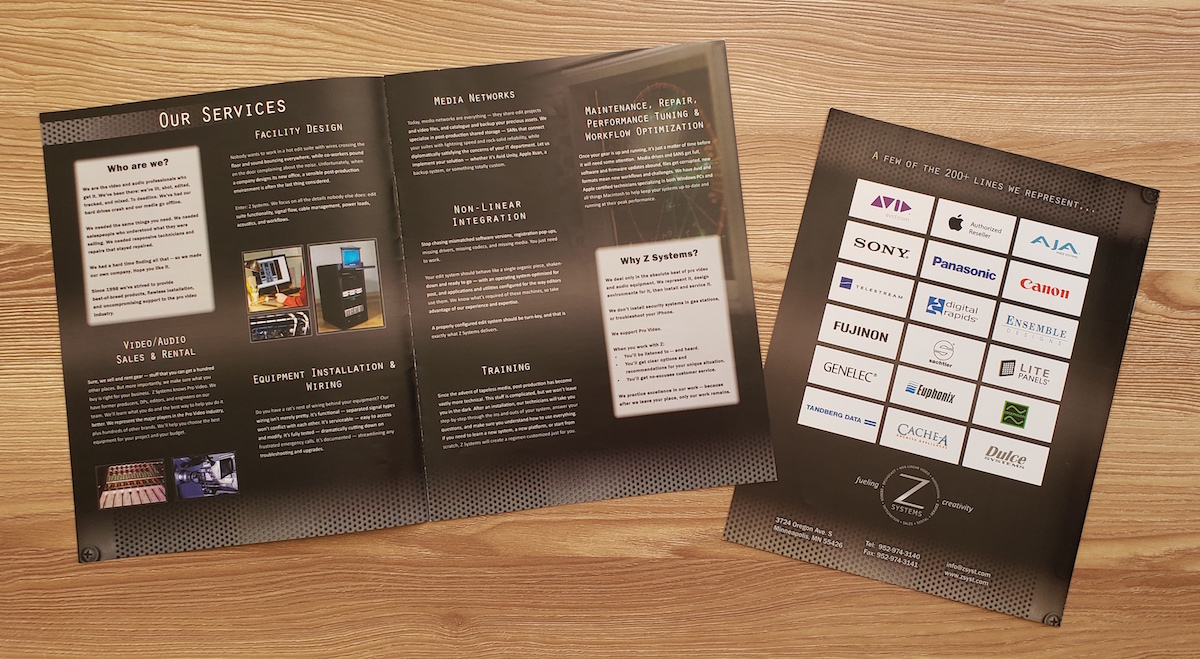 OUR SERVICES
Who are we?
We are the video and audio professionals who
get it. We've been there: we've lit, shot, edited,
tracked, and mixed. To deadline. We've had our
hard drives crash and our media go offline.
We needed the same things you need. We needed
salespeople who understood what they were
selling. We needed responsive technicians and
repairs that stayed repaired.
We had a hard time finding all that — so we made
our own company. Hope you like it.
Since 1998 we've strived to provide
best-of-breed products, flawless installation,
and uncompromising support to the pro video
industry.
VIDEO/AUDIO
SALES & RENTAL
Sure, we sell and rent gear — stuff that you can get a hundred
other places. But more importantly, we make sure what you
buy is right for your business. Z Systems knows Pro Video. We
have former producers, DPs, editors, and engineers on our
team. We'll learn what you do and the best way to help you do it
better. We represent the major players in the Pro Video industry,
plus hundreds of other brands. We'll help you choose the best
equipment for your project and your budget.
FACILITY DESIGN
Nobody wants to work in a hot edit suite with wires crossing the
floor and sound bouncing everywhere, while co-workers pound
on the door complaining about the noise. Unfortunately, when
a company designs its new office, a sensible post-production
environment is often the last thing considered.
Enter: Z Systems. We focus on all the details nobody else does: edit
suite functionality, signal flow, cable management, power loads,
acoustics, and workflows.
EQUIPMENT INSTALLATION &
WIRING
Do you have a rat's nest of wiring behind your equipment? Our
wiring isn't merely pretty. It's functional — separated signal types
won't conflict with each other. It's serviceable — easy to access
and modify. It's fully tested — dramatically cutting down on
frustrated emergency calls. It's documented — streamlining any
troubleshooting and upgrades.
MEDIA NETWORKS
Today, media networks are everything — they share edit projects
and video files, and catalogue and backup your precious assets. We
specialize in post-production shared storage — SANs that connect
your suites with lightning speed and rock-solid reliability, while
diplomatically satisfying the concerns of your IT department. Let us
implement your solution — whether it's Avid Unity, Apple Xsan, a
backup system, or something totally custom.
NON-LINEAR
INTEGRATION
Stop chasing mismatched software versions, registration pop-ups,
missing drivers, missing codecs, and missing media. You just need
to work.
Your edit system should behave like a single organic piece, shaken-
down and ready to go — with an operating system optimized for
post, and applications and utilities configured for the way editors
use them. We know what's required of these machines, to take
advantage of our experience and expertise.
A properly configured edit system should be turn-key, and that is
exactly what Z Systems delivers.
TRAINING
Since the advent of tapeless media, post production has become
vastly more technical. This stuff is complicated, but we won't leave
you in the dark. After an installation, our technicians will take you
step-by-step through the ins and outs of your system, answer your
questions, and make sure you understand how to use everything.
If you need to learn something new, a new platform, or start from
scratch, Z Systems will create a regimen customized just for you.
MAINTENANCE, REPAIR,
PERFORMANCE TUNING &
WORKFLOW OPTIMIZATION
Once your gear is up and running, it's just a matter of time before
it will need some attention. Media drives and SANS get full,
software and firmware updates abound, files get corrupted, new
formats mean new workflows and challenges. We have Avid and
Apple certified technicians specialising in both Windows PCs and
all things Macintosh to help keep your systems up-to-date and
running at their peak performance.
Why Z Systems?
We deal only in the absolute best of pro video
and audio equipment. We represent it, design
environments for it, then install and service it.
We don't install security systems in gas stations,
or troubleshoot your iPhone.
We support Pro Video.
When you work with Z:
• You'll be listened to — and heard.
• You'll get clear options and
recommendations for your unique situation.
• You'll get no-excuses customer service.
We practice excellence in our work — because
after we leave your place, only our work remains.
A FEW OF THE 200+ LINES WE REPRESENT...
AVID
Authorized
Reseller
AJA
SONY
Panasonic
Canon
TELESTREAM
digital
rapids
ENSEMBLE
DESIGNS
FUJINON
sachtler
LITE
PANELS
GENELEC
Euphonix
TANDBERG DATA
CACHE-A
Dulce
SYSTEMS
fueling
Z
SYSTEMS
creativity
3724 Oregon Ave. S
Minneapolis, MN 55426
Tel: 952-974-3140
Fax: 952-974-3141
info@zsyst.com
www.zsyst.com